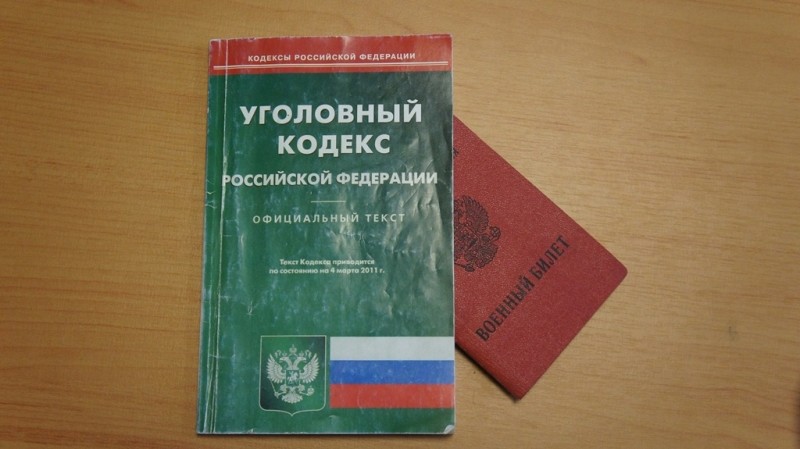 КОДЕКСЫ РОССИЙСКОЙ ФЕДЕРАЦИИ
УГОЛОВНЫЙ
КОДЕКС
РОССИЙСКОЙ ФЕДЕРАЦИИ
ОФИЦИАЛЬНЫЙ ТЕКСТ
Текст Кодекса приводится
по состоянию на 4 марта 2011 г.
ВОЕННЫЙ БИЛЕТ